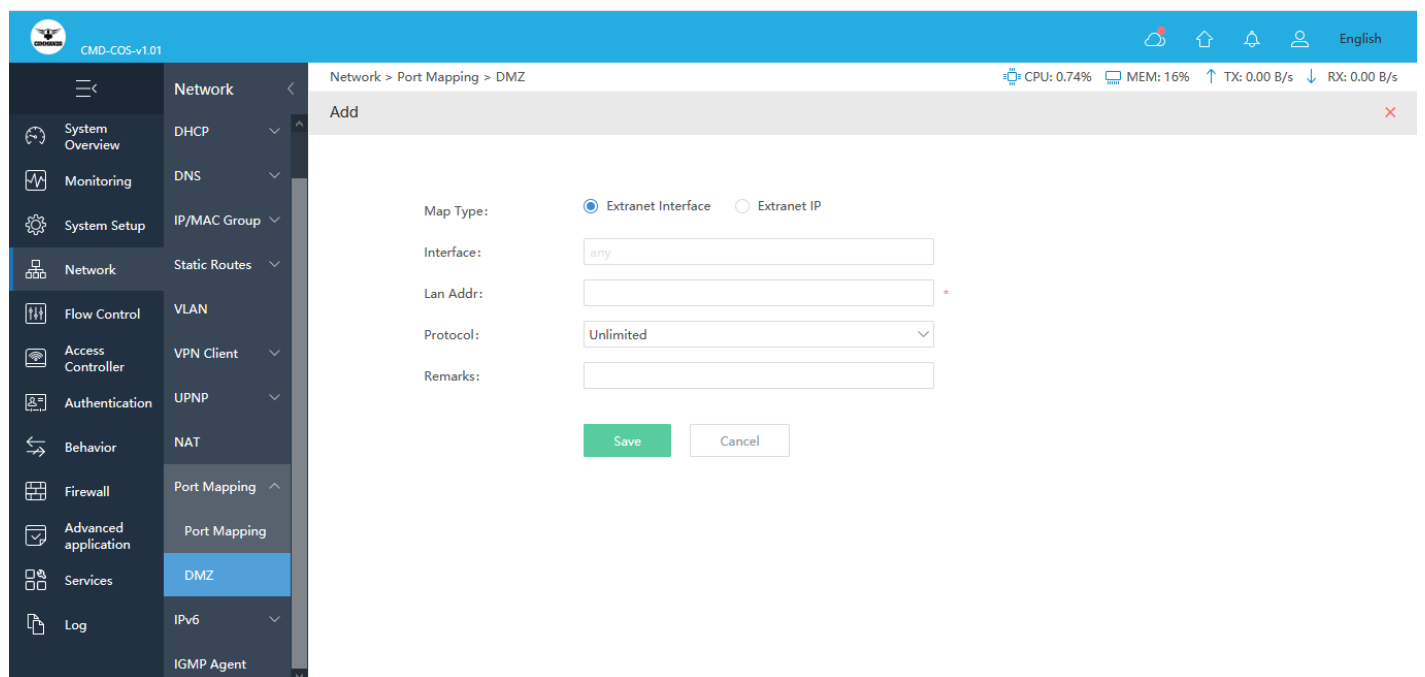 COMMANDO
CMD-COS-v1.01
English
Network
Network > Port Mapping > DMZ
CPU: 0.74%
MEM: 16%
TX: 0.00 B/s
RX: 0.00 B/s
Add
System
Overview
Monitoring
System Setup
Network
Flow Control
Access
Controller
Authentication
Behavior
Firewall
Advanced
application
Services
Log
DHCP
DNS
IP/MAC Group
Static Routes
VLAN
VPN Client
UPNP
NAT
Port Mapping
Port Mapping
DMZ
IPv6
IGMP Agent
Map Type:
Extranet Interface
Extranet IP
Interface:
any
Lan Addr:
*
Protocol:
Unlimited
Remarks:
Save
Cancel